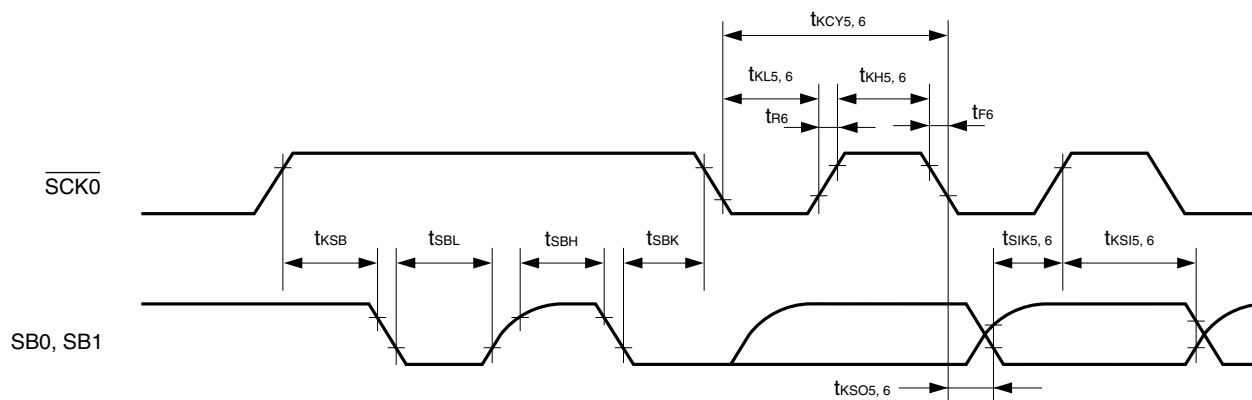 tKCY5, 6
tKL5, 6
tKH5, 6
tR6
tF6
SCK0
tKSB
tSBL
tSBH
tSBK
tSIK5, 6
tKSI5, 6
SB0, SB1
tKSO5, 6